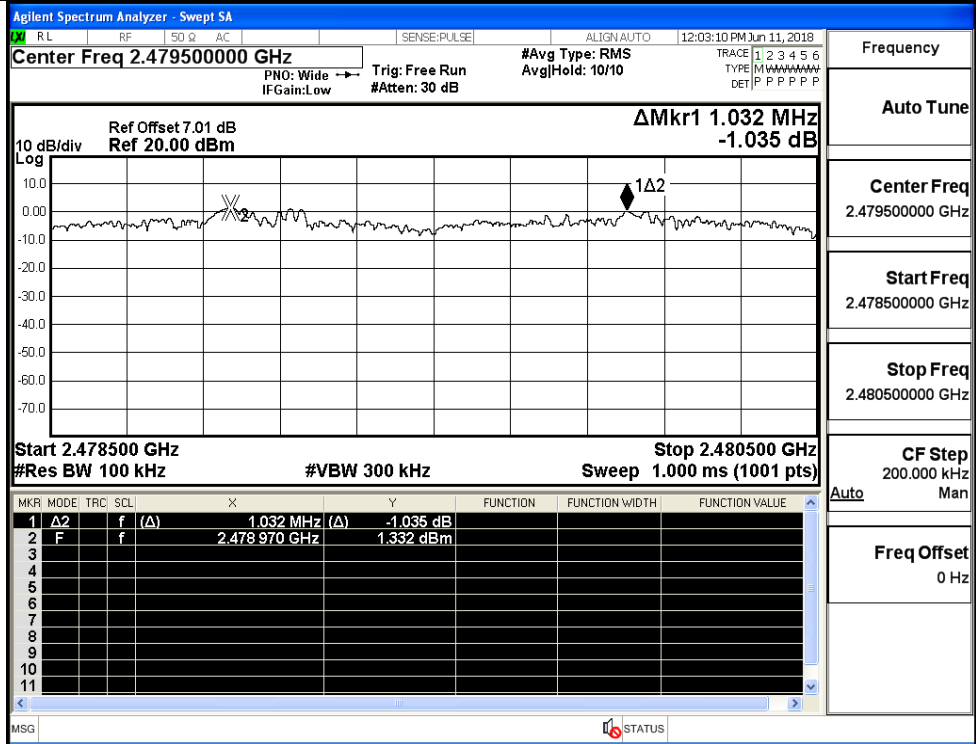 Agilent Spectrum Analyzer - Swept SA
LXI RL RF 50 Ω AC SENSE:PULSE ALIGN AUTO 12:03:10 PM Jun 11, 2018
Center Freq 2.479500000 GHz #Avg Type: RMS TRACE 1 2 3 4 5 6
PNO: Wide Trig: Free Run Avg|Hold: 10/10 TYPE M WWWWW
IFGain:Low #Atten: 30 dB DET P P P P P P
ΔMkr1 1.032 MHz
-1.035 dB
Ref Offset 7.01 dB
10 dB/div Ref 20.00 dBm
Log
10.0
0.00
-10.0
-20.0
-30.0
-40.0
-50.0
-60.0
-70.0
1Δ2
2
Start 2.478500 GHz Stop 2.480500 GHz
#Res BW 100 kHz #VBW 300 kHz Sweep 1.000 ms (1001 pts)
MKR MODE TRC SCL X Y FUNCTION FUNCTION WIDTH FUNCTION VALUE
1 Δ2 f (Δ) 1.032 MHz (Δ) -1.035 dB
2 F f 2.478 970 GHz 1.332 dBm
3
4
5
6
7
8
9
10
11
MSG STATUS
Frequency
Auto Tune
Center Freq
2.479500000 GHz
Start Freq
2.478500000 GHz
Stop Freq
2.480500000 GHz
CF Step
200.000 kHz
Auto Man
Freq Offset
0 Hz